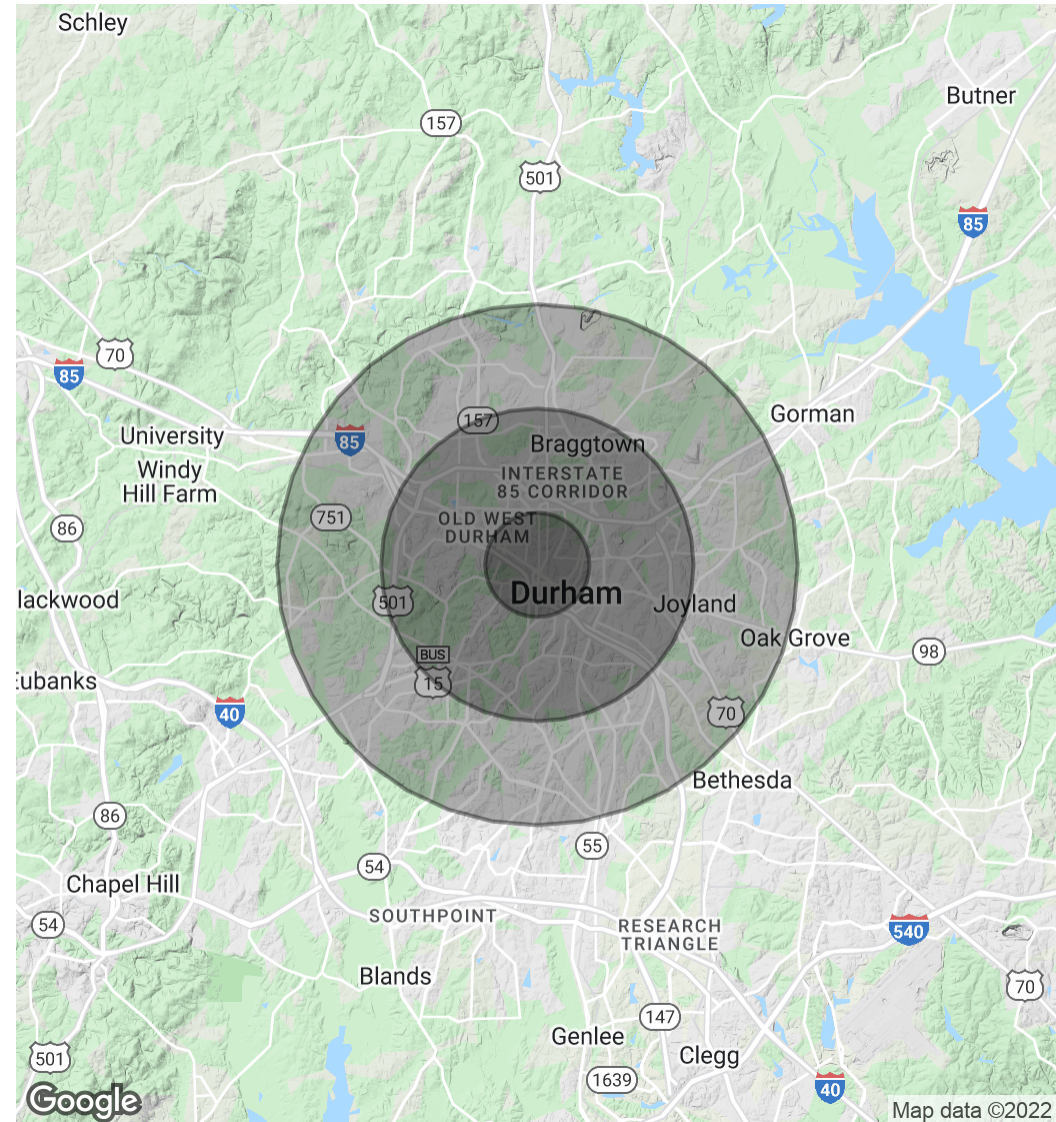 Schley
Butner
157
501
85
70
85
Gorman
157
University
85
Braggtown
Windy
Hill Farm
INTERSTATE
85 CORRIDOR
751
OLD WEST
DURHAM
86
Durham
lackwood
501
Joyland
Oak Grove
98
BUS
15
Eubanks
40
70
Bethesda
86
55
54
Chapel Hill
SOUTHPOINT
54
RESEARCH
TRIANGLE
540
Blands
70
147
Genlee
Clegg
501
1639
40
Google
Map data ©2022